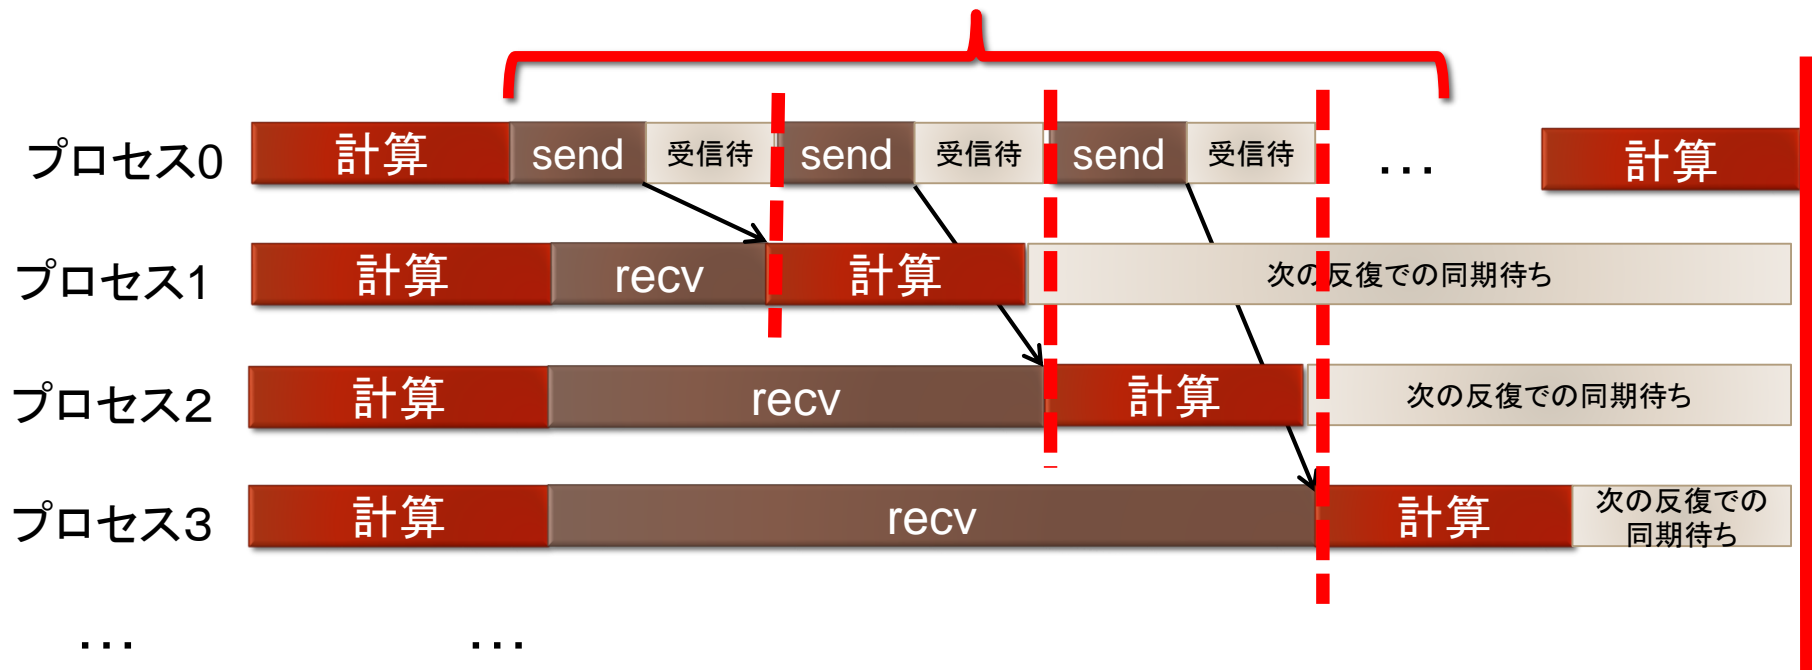 プロセス0 計算 send 受信待 send 受信待 send 受信待 … 計算
プロセス1 計算 recv 計算 次の反復での同期待ち
プロセス2 計算 recv 計算 次の反復での同期待ち
プロセス3 計算 recv 計算 次の反復での
同期待ち
… …